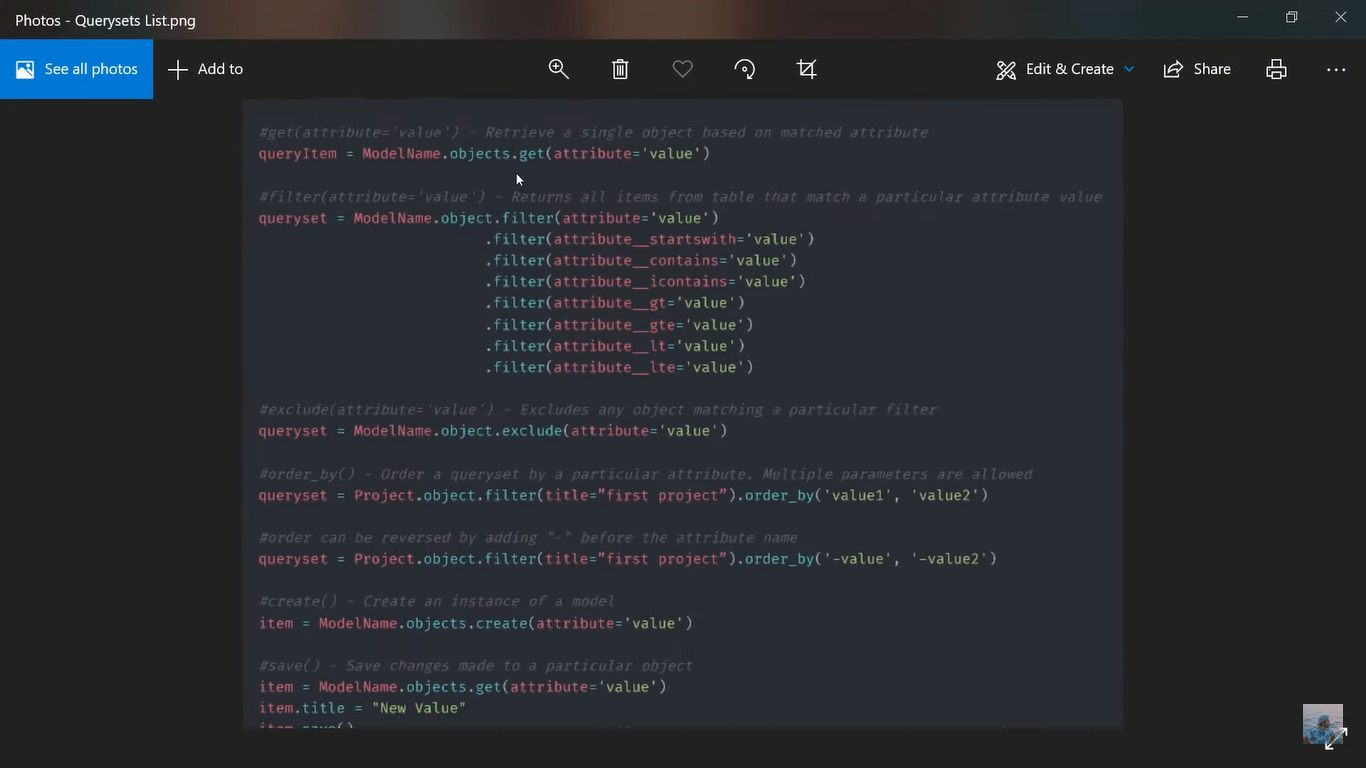 Photos - Querysets List.png
See all photos
Add to
Edit & Create
Share
#get(attribute='value') - Retrieve a single object based on matched attribute
queryItem = ModelName.objects.get(attribute='value')
#filter(attribute='value') - Returns all items from table that match a particular attribute value
queryset = ModelName.object.filter(attribute='value')
.filter(attribute__startswith='value')
.filter(attribute__contains='value')
.filter(attribute__icontains='value')
.filter(attribute__gt='value')
.filter(attribute__gte='value')
.filter(attribute__lt='value')
.filter(attribute__lte='value')
#exclude(attribute='value') - Excludes any object matching a particular filter
queryset = ModelName.object.exclude(attribute='value')
#order_by() - Order a queryset by a particular attribute. Multiple parameters are allowed
queryset = Project.object.filter(title="first project").order_by('value1', 'value2')
#order can be reversed by adding "-" before the attribute name
queryset = Project.object.filter(title="first project").order_by('-value', '-value2')
#create() - Create an instance of a model
item = ModelName.objects.create(attribute='value')
#save() - Save changes made to a particular object
item = ModelName.objects.get(attribute='value')
item.title = "New Value"
item.save()